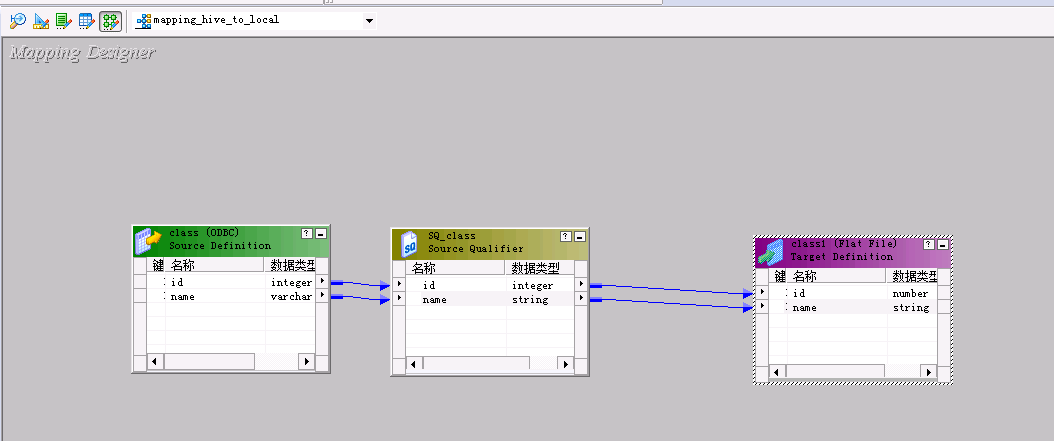 mapping_hive_to_local
Mapping Designer
class (ODBC)
Source Definition
键 名称 数据类型
id integer
name varchar
SQ_class
Source Qualifier
名称 数据类型
id integer
name string
class1 (Flat File)
Target Definition
键 名称 数据类型
id number
name string